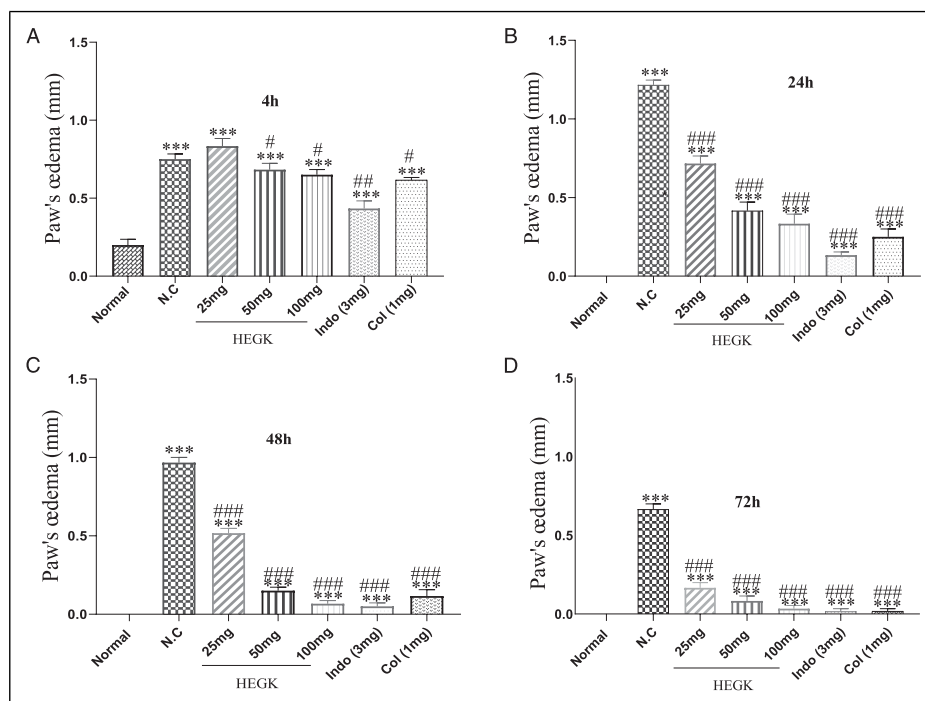 A
Paw's œdema (mm)
1.5
1.0
0.5
0.0
4h
***
***
#
***
#
***
##
***
#
***
Normal
N.C
25mg
50mg
100mg
Indo (3mg)
Col (1mg)
HEGK
B
Paw's œdema (mm)
1.5
1.0
0.5
0.0
24h
***
*
###
***
###
***
###
***
###
***
###
***
Normal
N.C
25mg
50mg
100mg
Indo (3mg)
Col (1mg)
HEGK
C
Paw's œdema (mm)
1.5
1.0
0.5
0.0
48h
***
###
***
###
***
###
***
###
***
###
***
Normal
N.C
25mg
50mg
100mg
Indo (3mg)
Col (1mg)
HEGK
D
Paw's œdema (mm)
1.5
1.0
0.5
0.0
72h
***
###
***
###
***
###
***
###
***
###
***
Normal
N.C
25mg
50mg
100mg
Indo (3mg)
Col (1mg)
HEGK